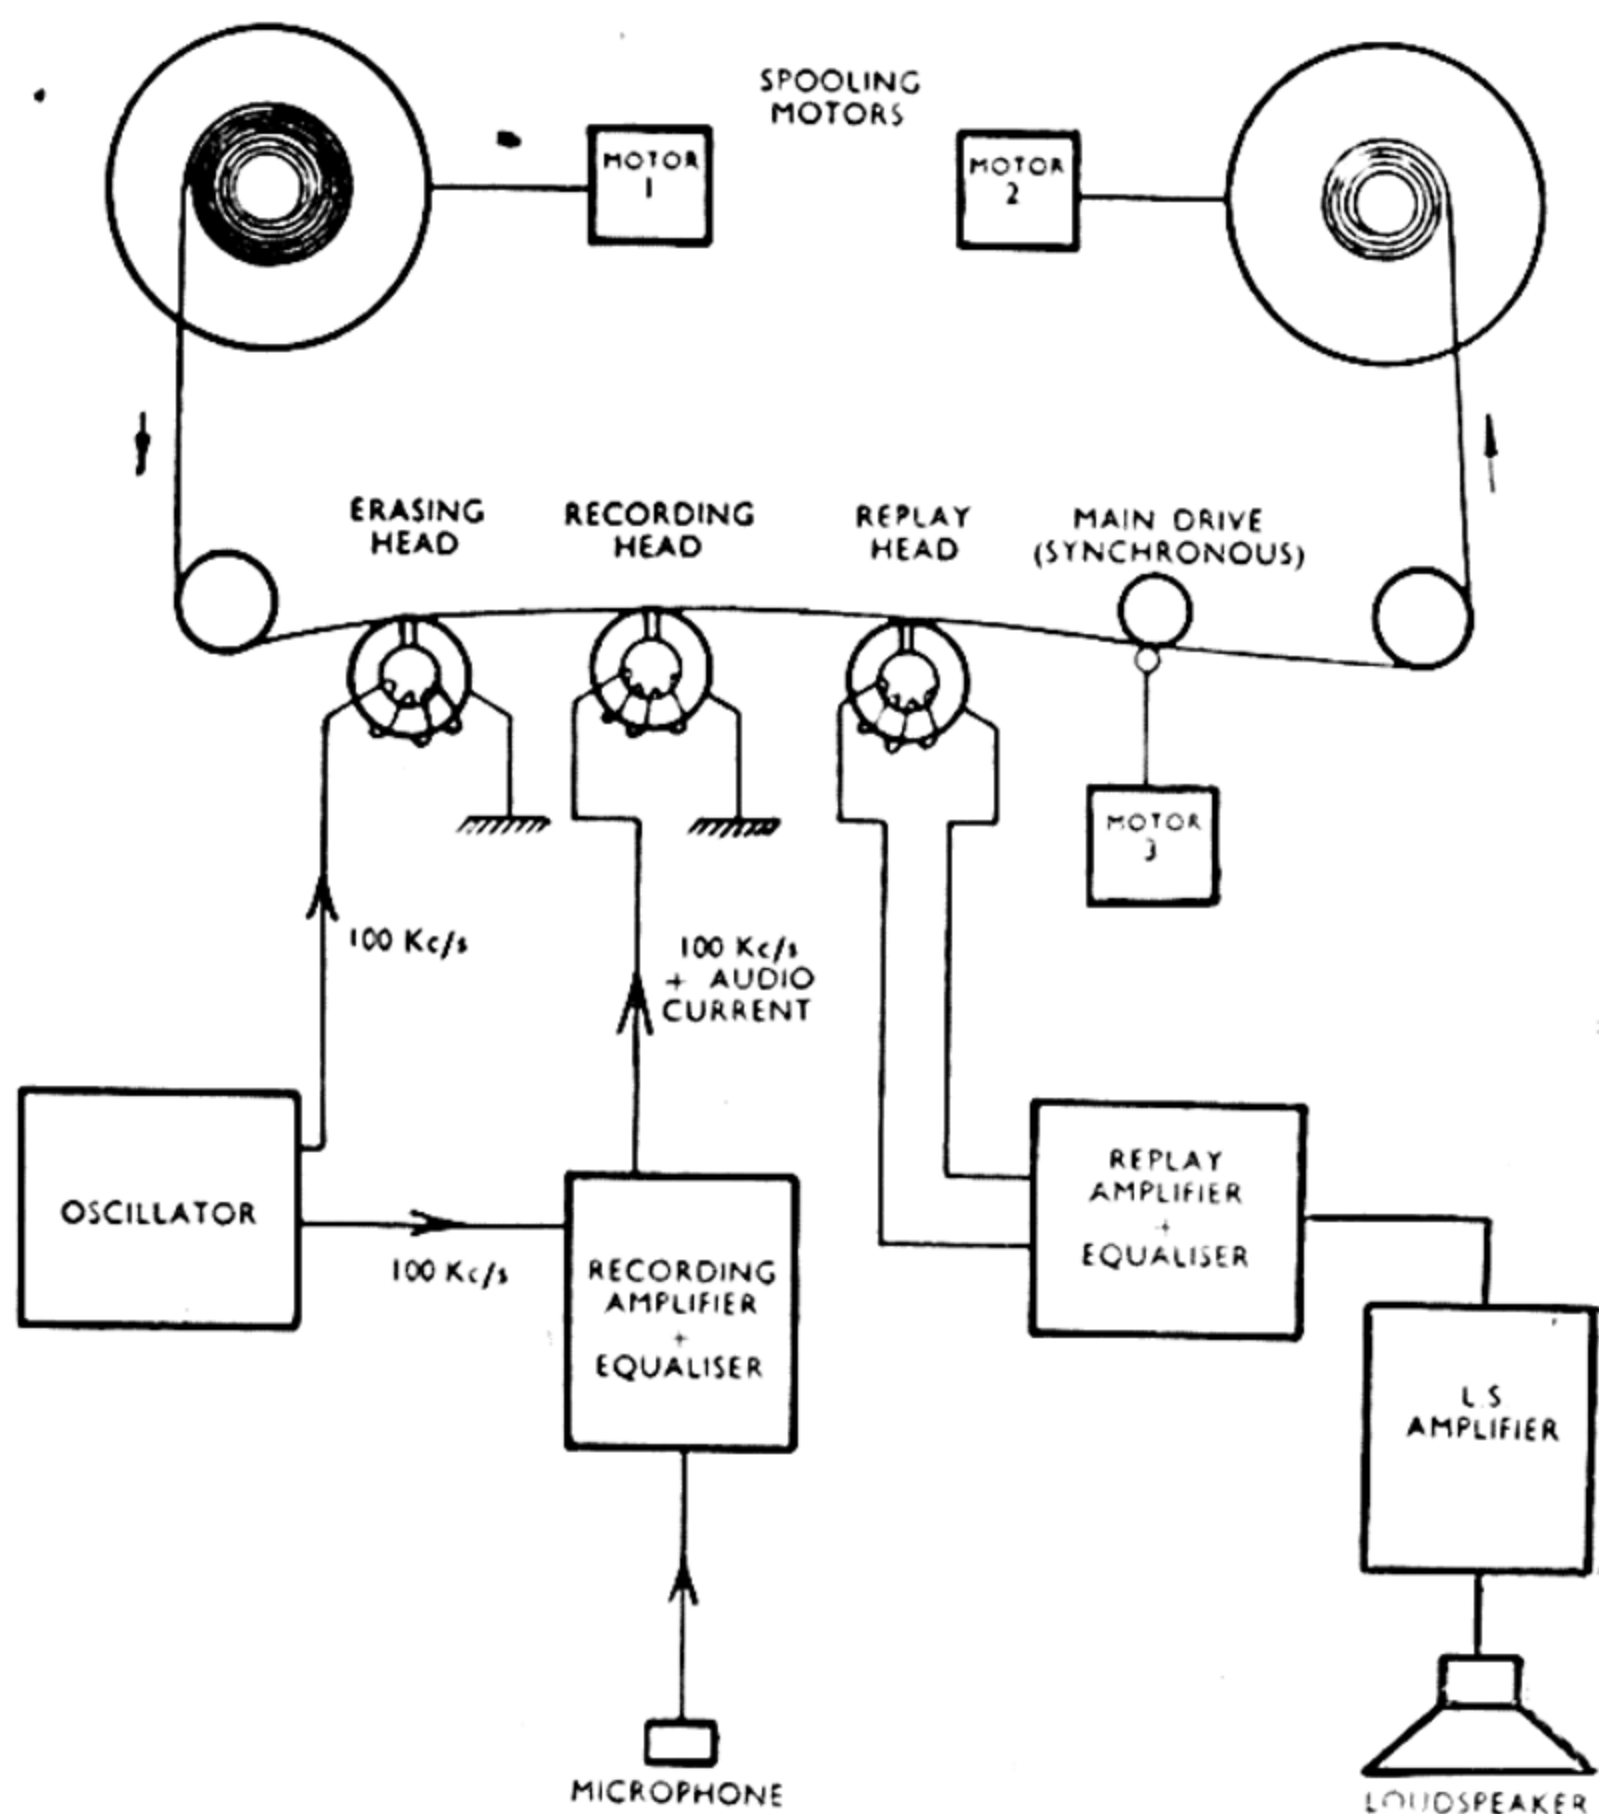 SPOOLING
MOTORS
MOTOR
1
MOTOR
2
ERASING
HEAD
RECORDING
HEAD
REPLAY
HEAD
MAIN DRIVE
(SYNCHRONOUS)
MOTOR
3
100 Kc/s
100 Kc/s
+ AUDIO
CURRENT
OSCILLATOR
100 Kc/s
RECORDING
AMPLIFIER
+
EQUALISER
REPLAY
AMPLIFIER
+
EQUALISER
L.S
AMPLIFIER
MICROPHONE
LOUDSPEAKER